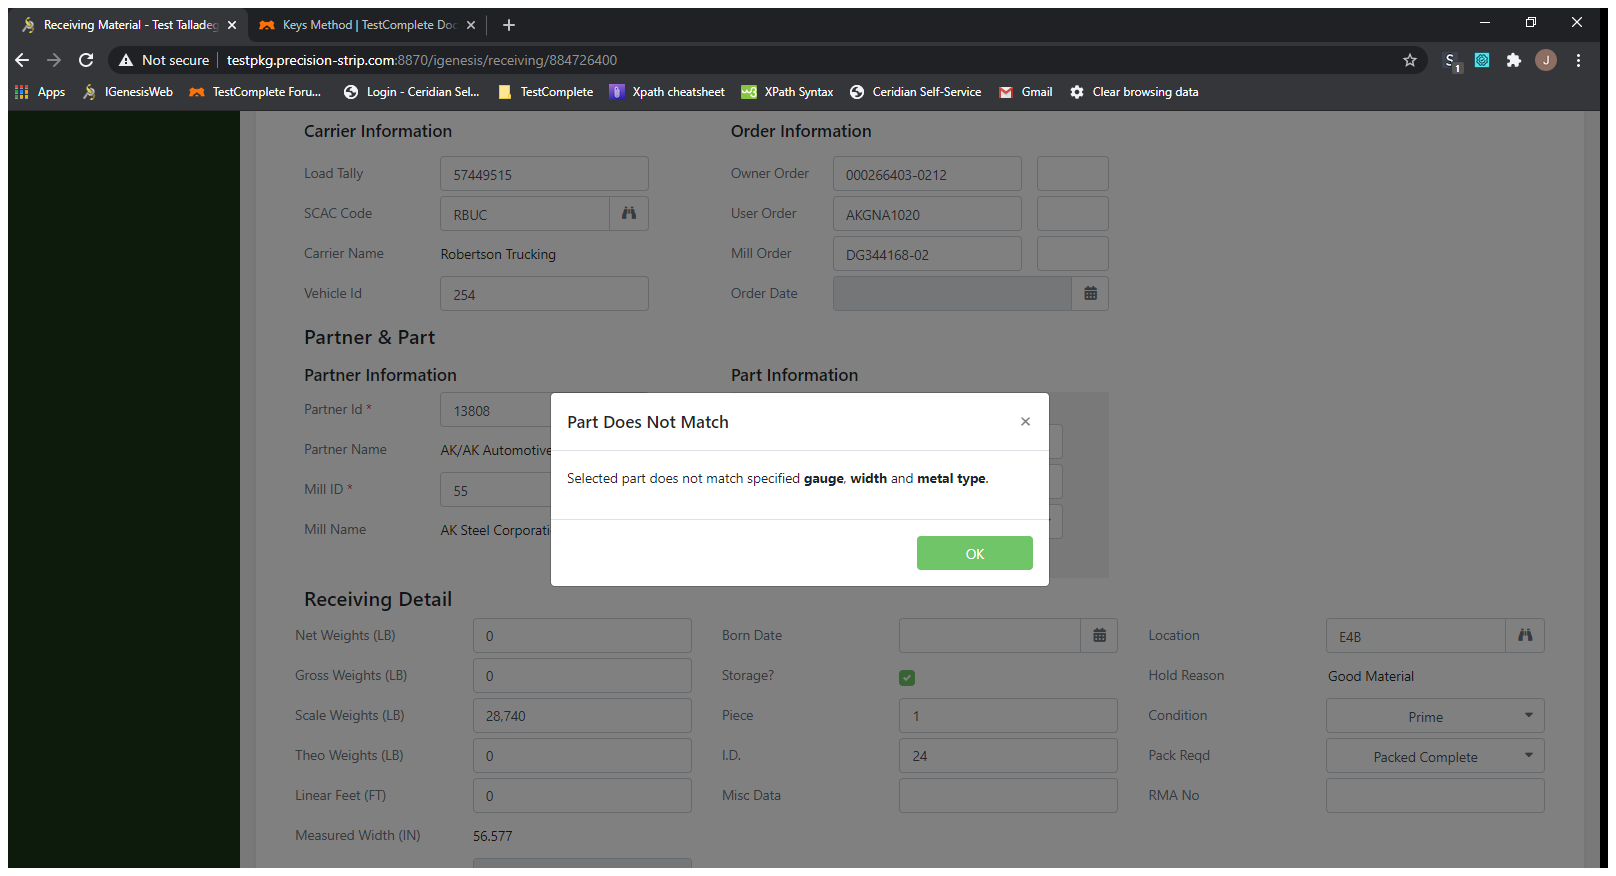 Receiving Material - Test Talladeg
Keys Method | TestComplete Doc
Not secure
testpkg.precision-strip.com:8870/igenesis/receiving/884726400
S
1
J
Apps
IGenesisWeb
TestComplete Foru...
Login - Ceridian Sel...
TestComplete
Xpath cheatsheet
XPath Syntax
Ceridian Self-Service
Gmail
Clear browsing data
Carrier Information
Order Information
Load Tally
57449515
Owner Order
000266403-0212
SCAC Code
RBUC
User Order
AKGNA1020
Carrier Name
Robertson Trucking
Mill Order
DG344168-02
Vehicle Id
254
Order Date
Partner & Part
Partner Information
Part Information
Partner Id *
13808
Partner Name
AK/AK Automotive
Mill ID *
55
Mill Name
AK Steel Corporati
Part Does Not Match
×
Selected part does not match specified gauge, width and metal type.
OK
Receiving Detail
Net Weights (LB)
0
Born Date
Location
E4B
Gross Weights (LB)
0
Storage?
Hold Reason
Good Material
Scale Weights (LB)
28,740
Piece
1
Condition
Prime
Theo Weights (LB)
0
I.D.
24
Pack Reqd
Packed Complete
Linear Feet (FT)
0
Misc Data
RMA No
Measured Width (IN)
56.577